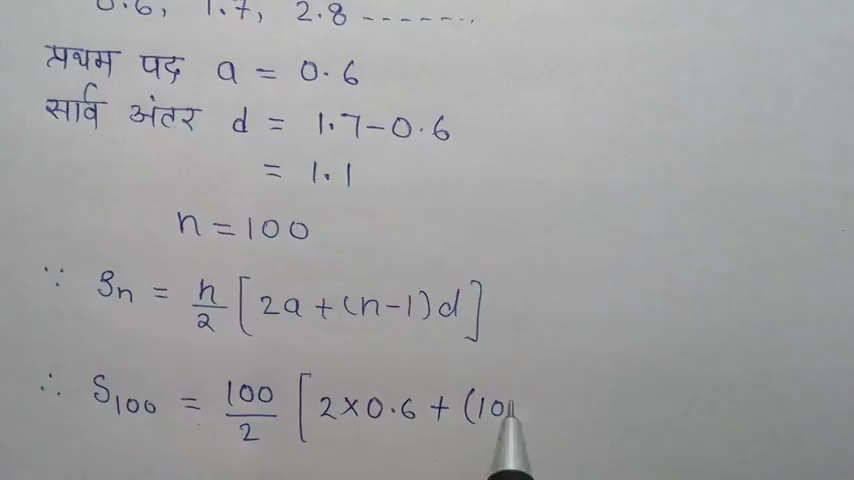 0.6, 1.7, 2.8 -------..
प्रथम पद a = 0.6
सार्व अंतर d = 1.7-0.6
= 1.1
n = 100
∵ Sn = n/2 [2a+(n-1)d]
∴ S100 = 100/2 [2×0.6 + (10